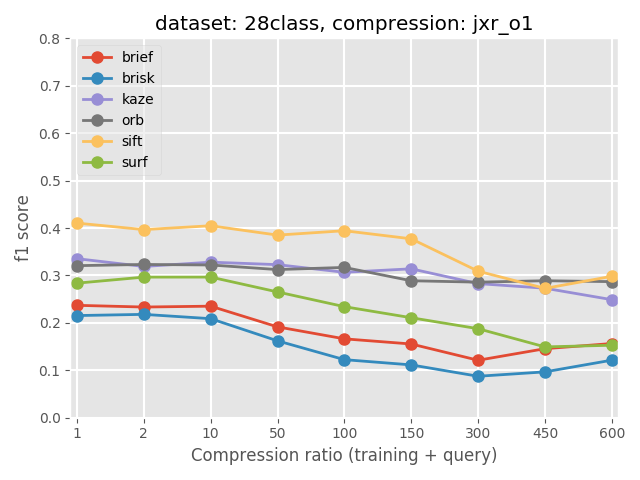 dataset: 28class, compression: jxr_o1
0.8
0.7
0.6
0.5
0.4
0.3
0.2
0.1
0.0
f1 score
brief
brisk
kaze
orb
sift
surf
1 2 10 50 100 150 300 450 600
Compression ratio (training + query)